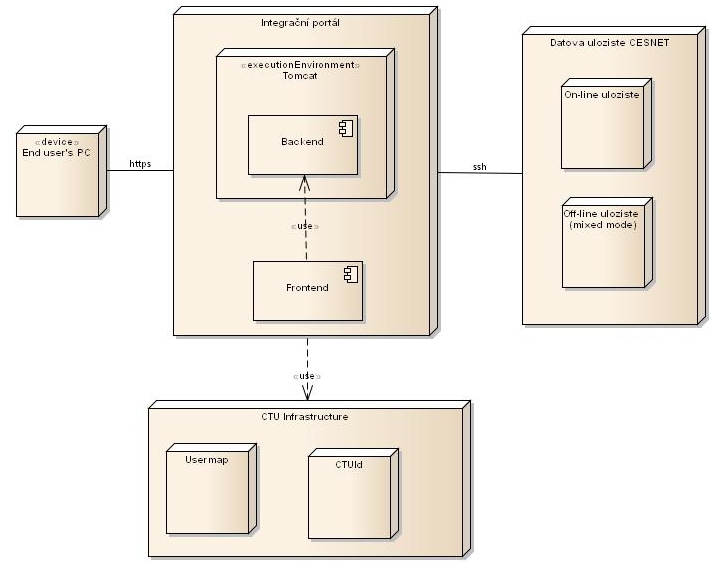 Integrační portál
«executionEnvironment»
Tomcat
Backend
«use»
Frontend
«device»
End user's PC
https
ssh
Datova uloziste CESNET
On-line uloziste
Off-line uloziste
(mixed mode)
«use»
CTU Infrastructure
Usermap
CTUId